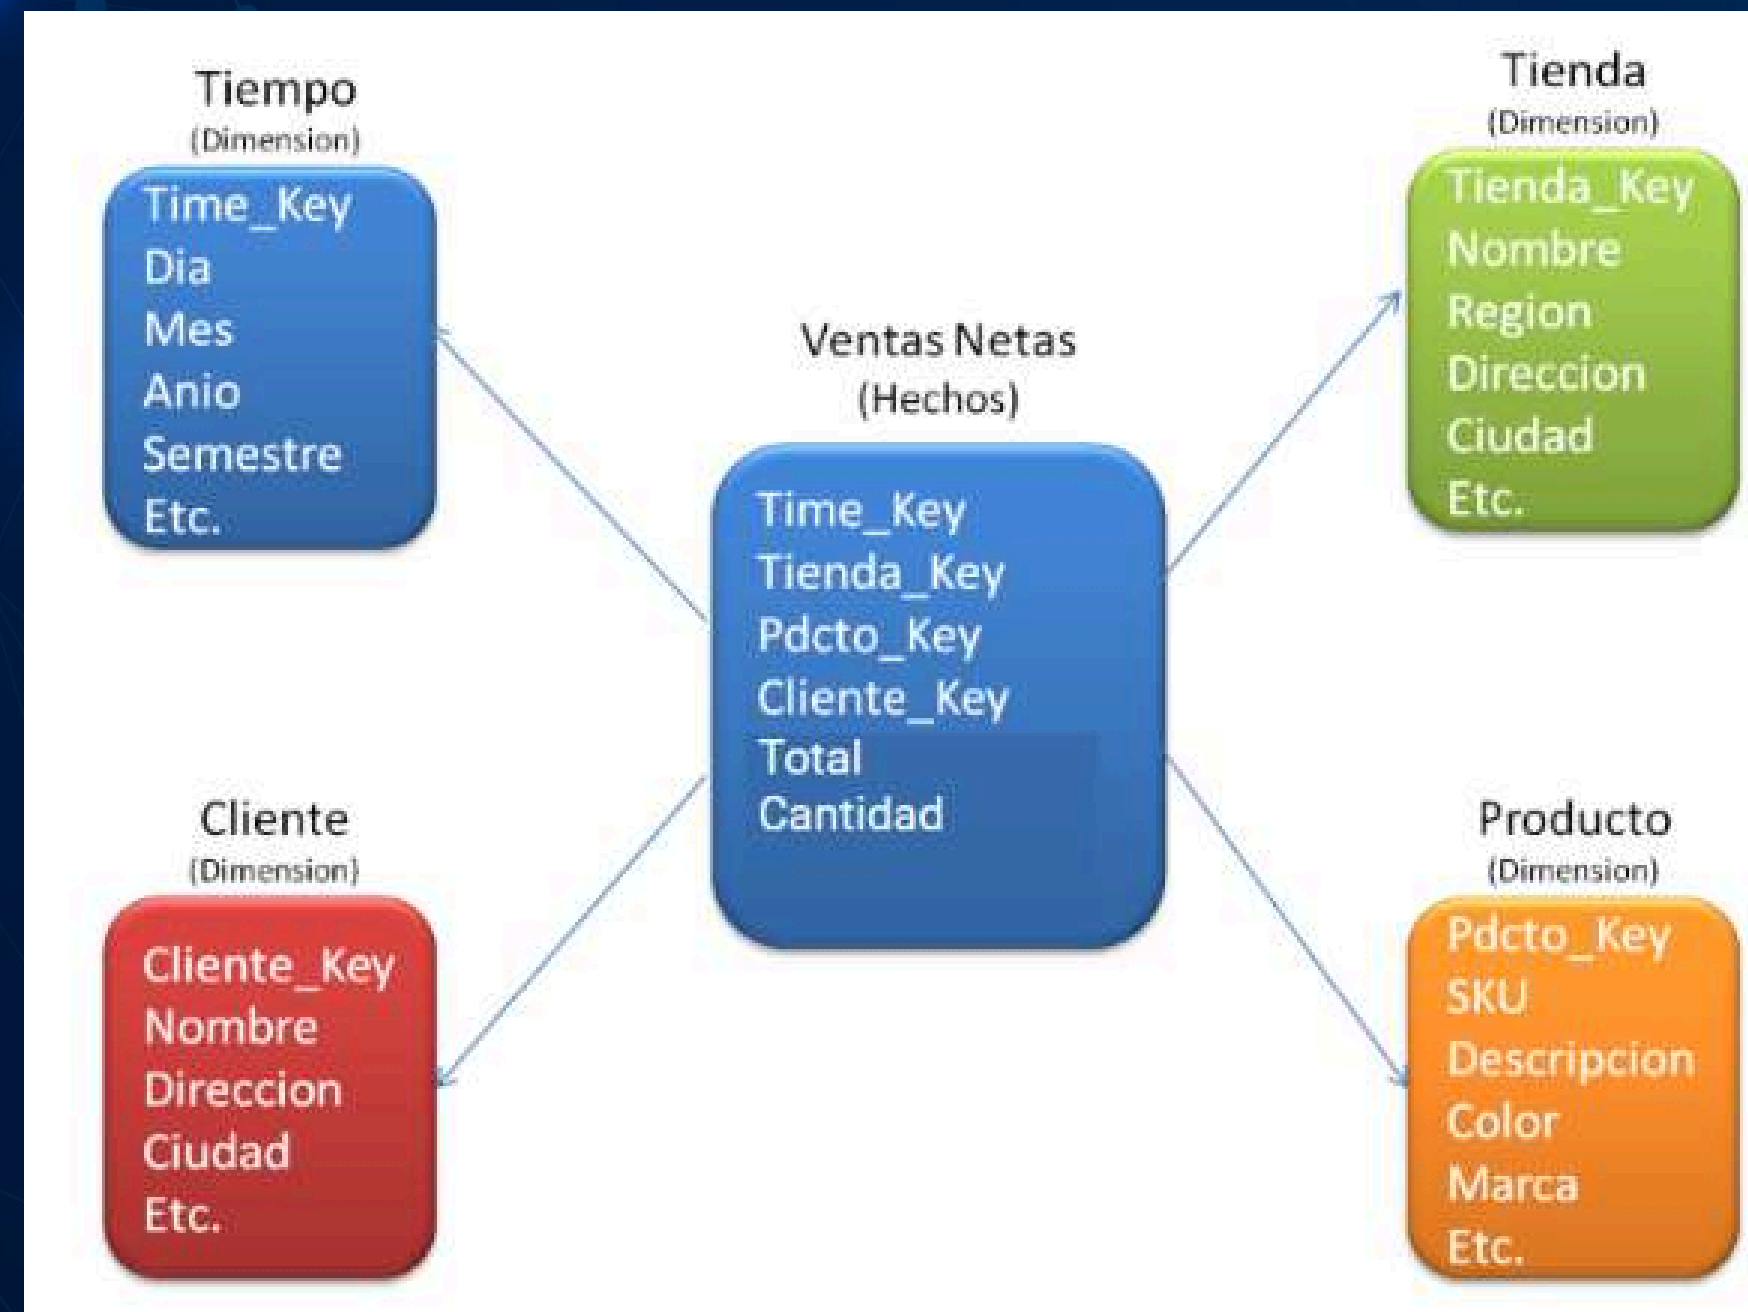 Tiempo
(Dimension)
Time_Key
Dia
Mes
Anio
Semestre
Etc.
Tienda
(Dimension)
Tienda_Key
Nombre
Region
Direccion
Ciudad
Etc.
Ventas Netas
(Hechos)
Time_Key
Tienda_Key
Pdcto_Key
Cliente_Key
Total
Cantidad
Cliente
(Dimension)
Cliente_Key
Nombre
Direccion
Ciudad
Etc.
Producto
(Dimension)
Pdcto_Key
SKU
Descripcion
Color
Marca
Etc.